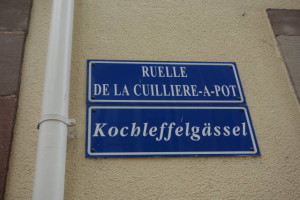 RUELLE
DE LA CUILLIERE-A-POT
Kochleffelgässel